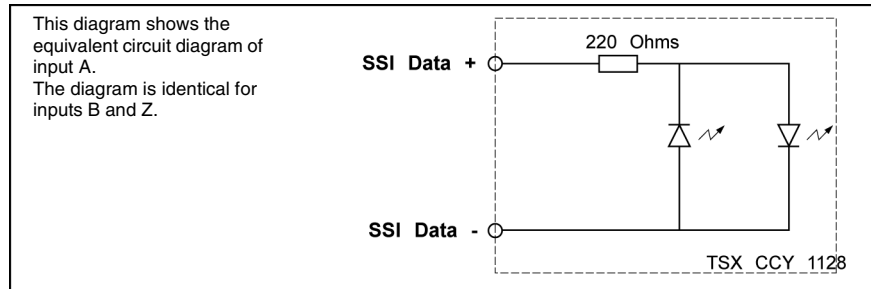 This diagram shows the
equivalent circuit diagram of
input A.
The diagram is identical for
inputs B and Z.
220 Ohms
SSI Data +
SSI Data -
TSX CCY 1128